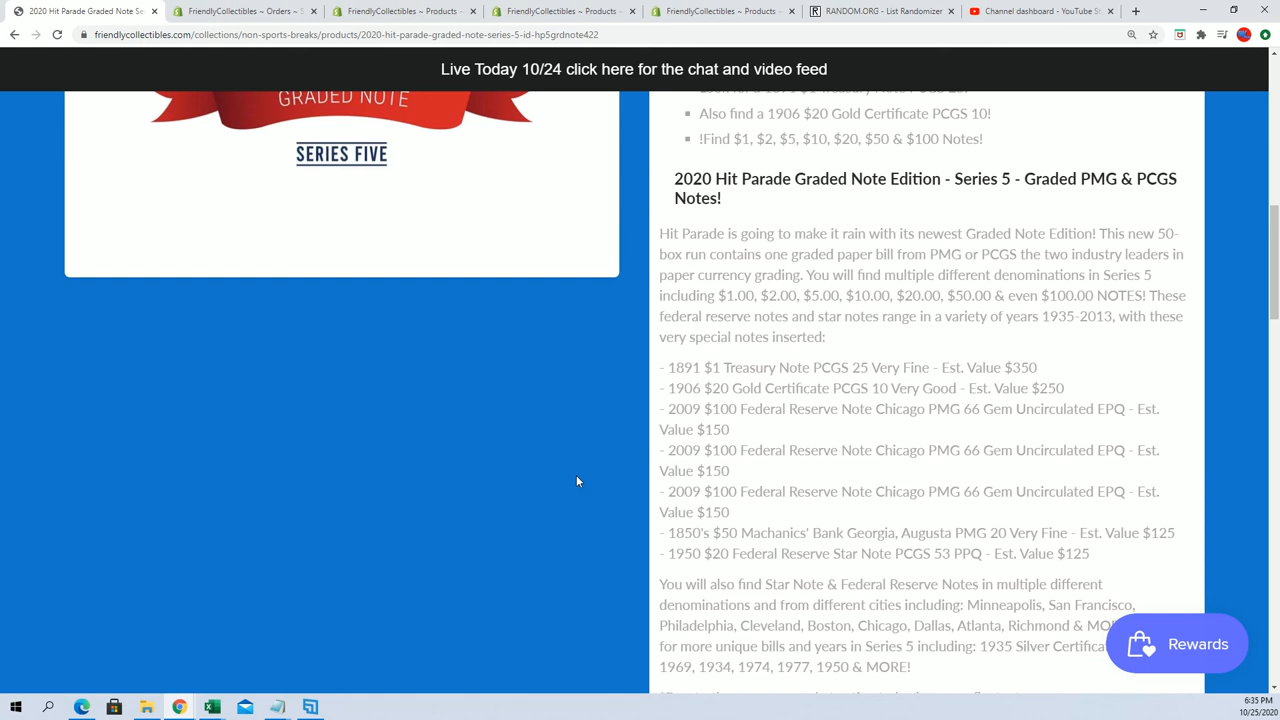 2020 Hit Parade Graded Note Ser
FriendlyCollectibles ~ Orders ~ S
FriendlyCollectibles ~ Products ~
FriendlyCollectibles ~ Products ~
FriendlyCollectibles ~ Products ~
RANDOM.ORG - List Randomizer
Channel dashboard - YouTube St
friendlycollectibles.com/collections/non-sports-breaks/products/2020-hit-parade-graded-note-series-5-id-hp5grdnote422
Live Today 10/24 click here for the chat and video feed
GRADED NOTE
SERIES FIVE
Also find a 1906 $20 Gold Certificate PCGS 10!
!Find $1, $2, $5, $10, $20, $50 & $100 Notes!
2020 Hit Parade Graded Note Edition - Series 5 - Graded PMG & PCGS
Notes!
Hit Parade is going to make it rain with its newest Graded Note Edition! This new 50-
box run contains one graded paper bill from PMG or PCGS the two industry leaders in
paper currency grading. You will find multiple different denominations in Series 5
including $1.00, $2.00, $5.00, $10.00, $20.00, $50.00 & even $100.00 NOTES! These
federal reserve notes and star notes range in a variety of years 1935-2013, with these
very special notes inserted:
- 1891 $1 Treasury Note PCGS 25 Very Fine - Est. Value $350
- 1906 $20 Gold Certificate PCGS 10 Very Good - Est. Value $250
- 2009 $100 Federal Reserve Note Chicago PMG 66 Gem Uncirculated EPQ - Est.
Value $150
- 2009 $100 Federal Reserve Note Chicago PMG 66 Gem Uncirculated EPQ - Est.
Value $150
- 2009 $100 Federal Reserve Note Chicago PMG 66 Gem Uncirculated EPQ - Est.
Value $150
- 1850's $50 Machanics' Bank Georgia, Augusta PMG 20 Very Fine - Est. Value $125
- 1950 $20 Federal Reserve Star Note PCGS 53 PPQ - Est. Value $125
You will also find Star Note & Federal Reserve Notes in multiple different
denominations and from different cities including: Minneapolis, San Francisco,
Philadelphia, Cleveland, Boston, Chicago, Dallas, Atlanta, Richmond & MO
for more unique bills and years in Series 5 including: 1935 Silver Certifica
1969, 1934, 1974, 1977, 1950 & MORE!
Rewards
6:35 PM
10/25/2020